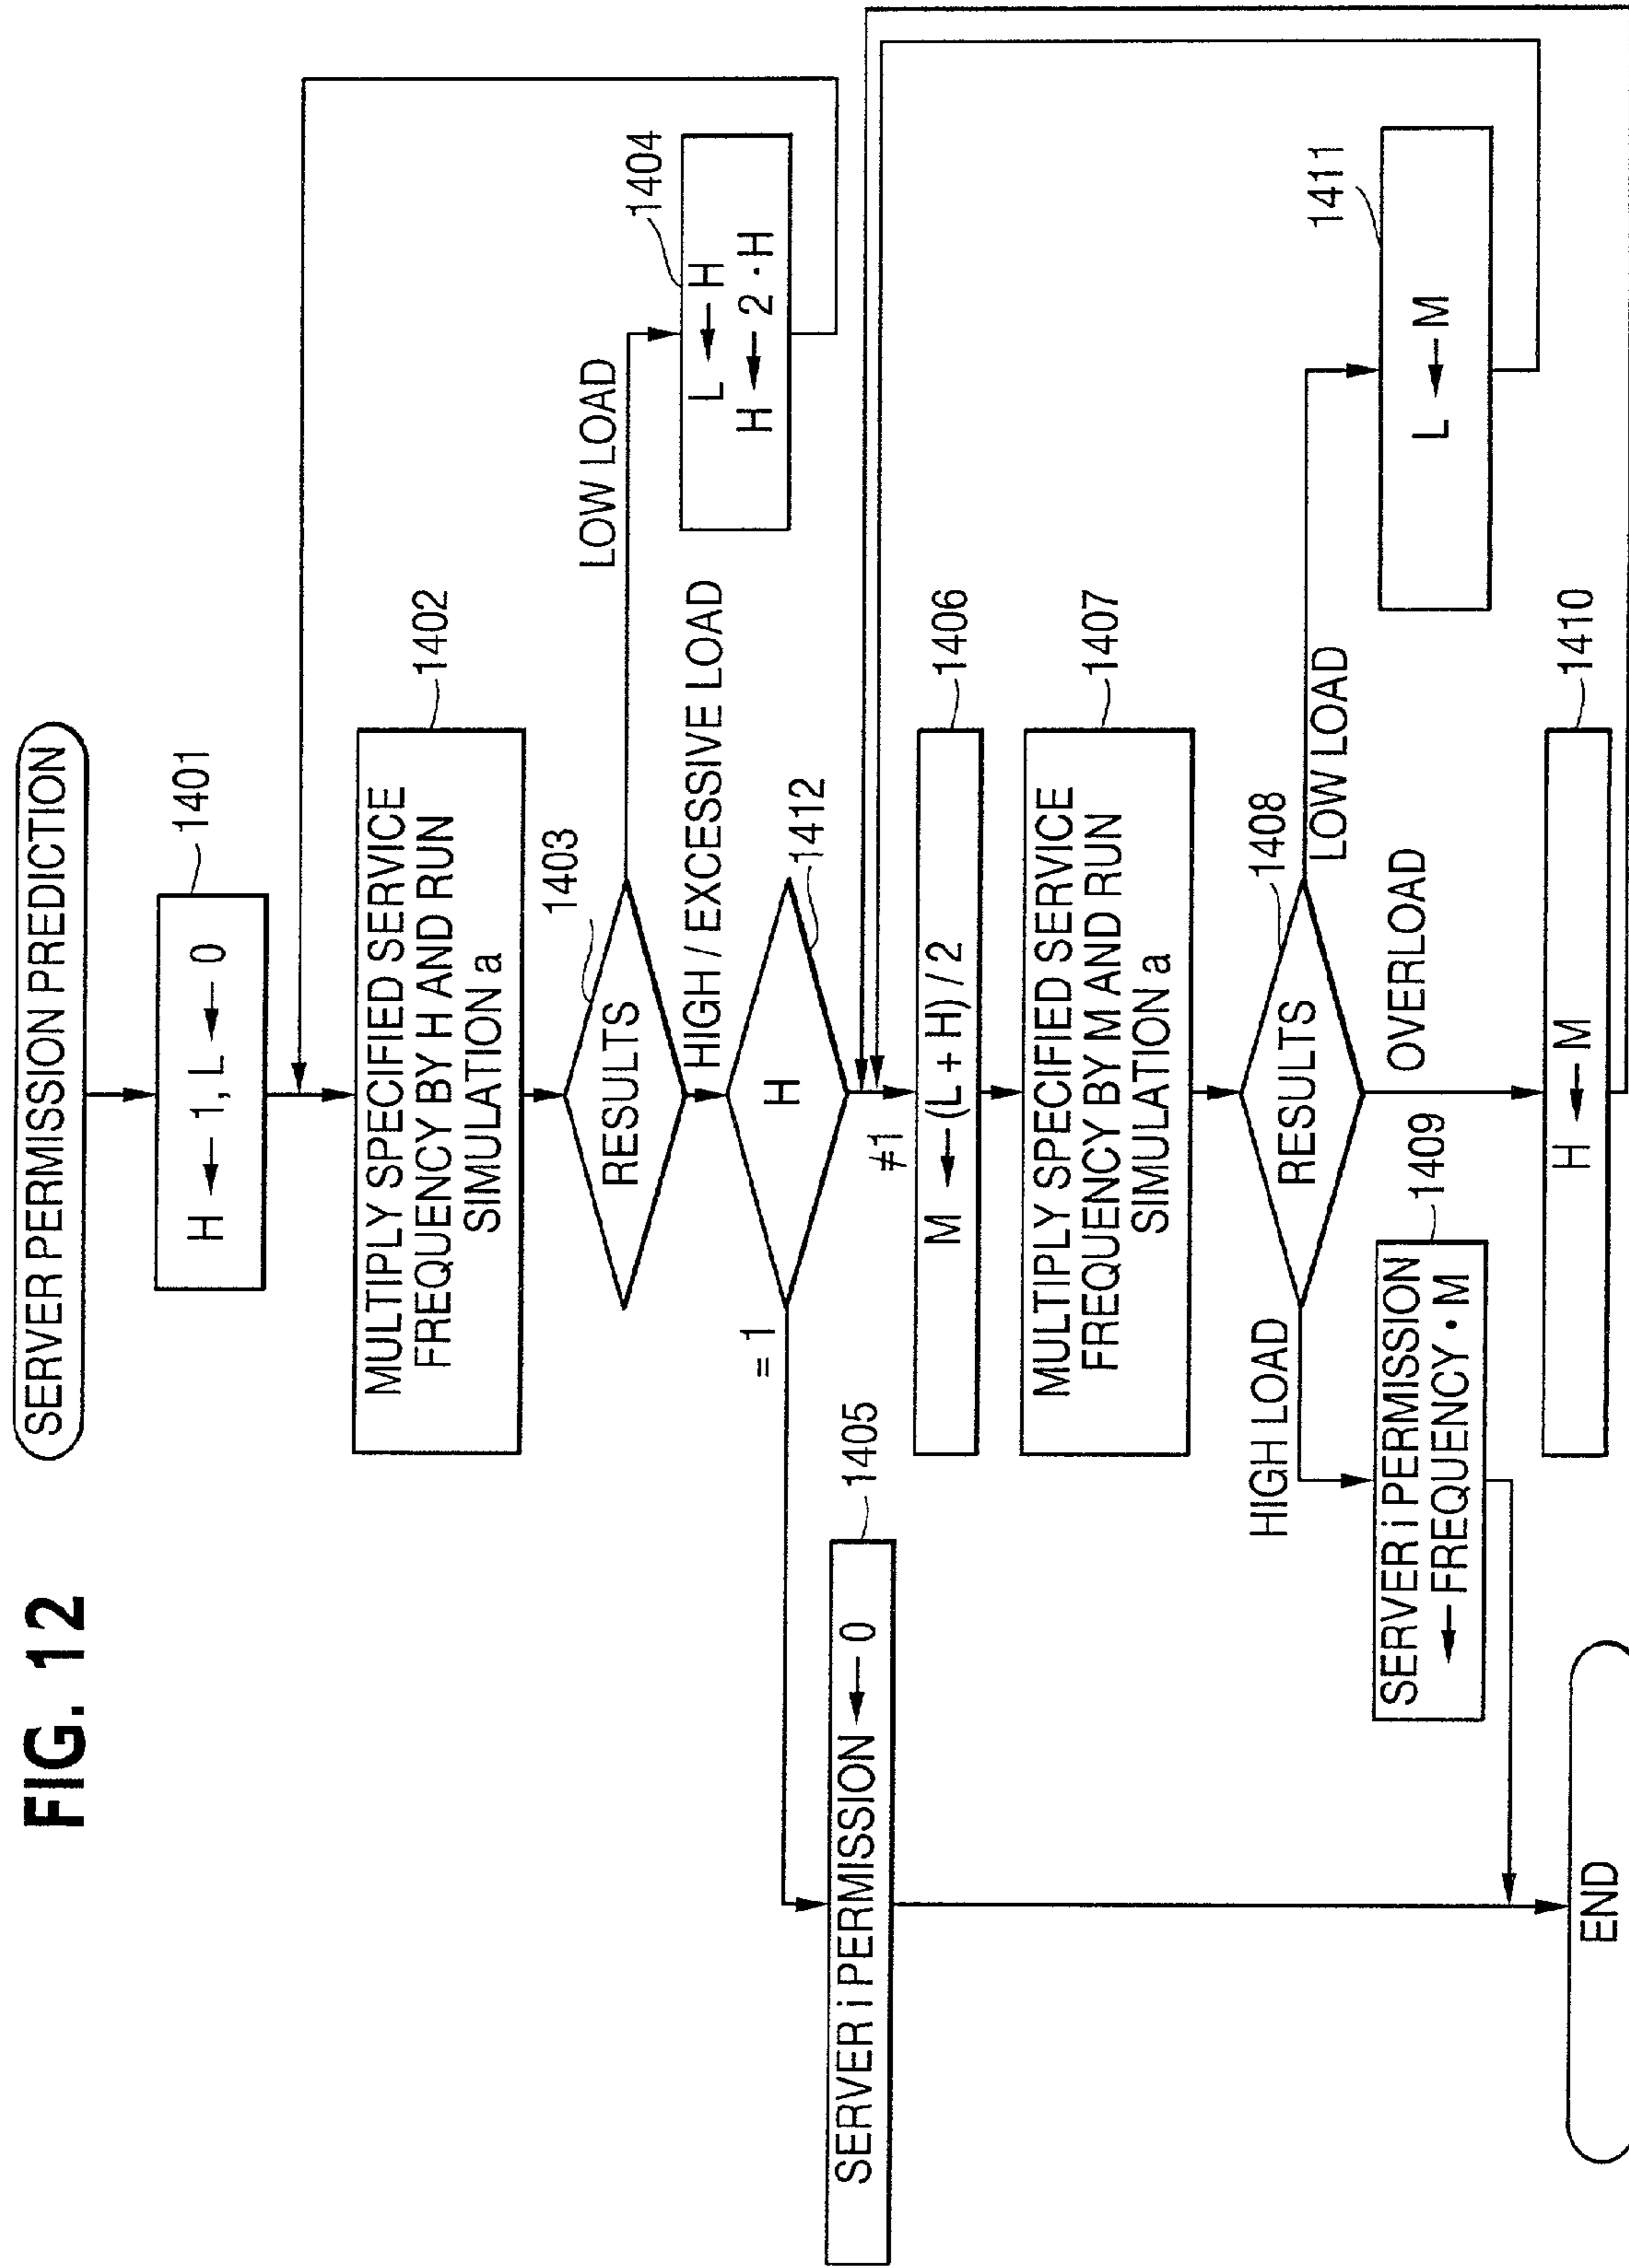 FIG. 12
SERVER PERMISSION PREDICTION
H ← 1, L ← 0
1401
MULTIPLY SPECIFIED SERVICE
FREQUENCY BY H AND RUN
SIMULATION a
1402
RESULTS
1403
LOW LOAD
L ← H
H ← 2 · H
1404
HIGH / EXCESSIVE LOAD
H
1412
= 1
≠1
SERVER i PERMISSION ← 0
1405
M ← (L + H) / 2
1406
MULTIPLY SPECIFIED SERVICE
FREQUENCY BY M AND RUN
SIMULATION a
1407
RESULTS
1408
LOW LOAD
L ← M
1411
HIGH LOAD
SERVER i PERMISSION
← FREQUENCY · M
1409
OVERLOAD
H ← M
1410
END